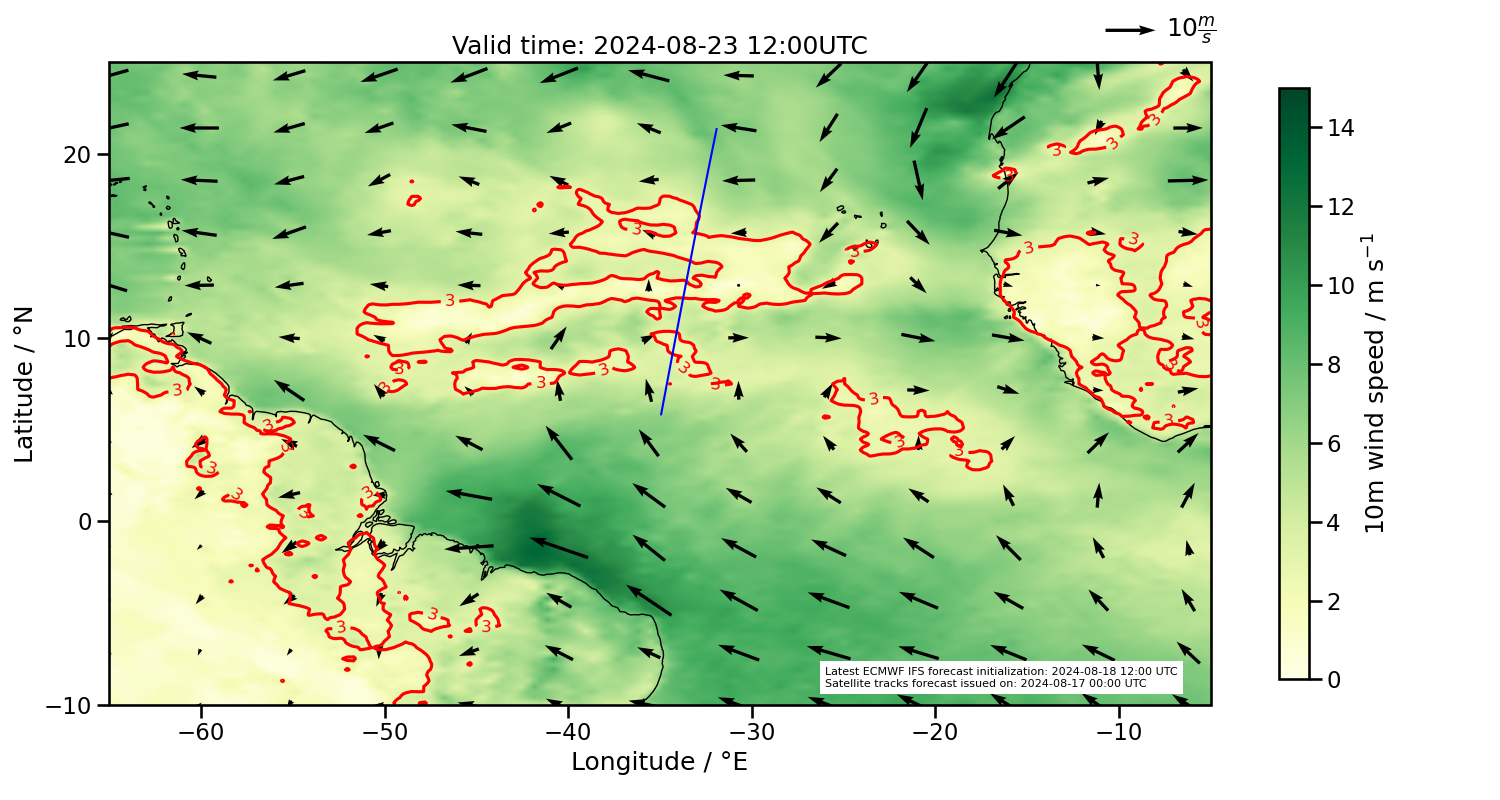 10 m/s
Valid time: 2024-08-23 12:00UTC
20
10
0
−10
Latitude / °N
−60
−50
−40
−30
−20
−10
Longitude / °E
3 3 3 3 3 3 3 3 3 3 3 3 3 3 3 3 3 3 3 3 3 3 3 3 3 3 3 3 3 3 3 3
Latest ECMWF IFS forecast initialization: 2024-08-18 12:00 UTC
Satellite tracks forecast issued on: 2024-08-17 00:00 UTC
14
12
10
8
6
4
2
0
10m wind speed / m s⁻¹